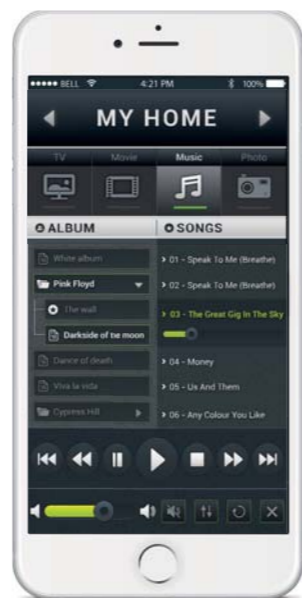 BELL 4:21 PM 100%
MY HOME
TV Movie Music Photo
ALBUM
White album
Pink Floyd
The wall
Darkside of tıe moon
Dance of death
Viva la vida
Cypress Hill
SONGS
01 - Speak To Me (Breathe)
02 - Speak To Me (Breathe)
03 - The Great Gig In The Sky
04 - Money
05 - Us And Them
06 - Any Colour You Like